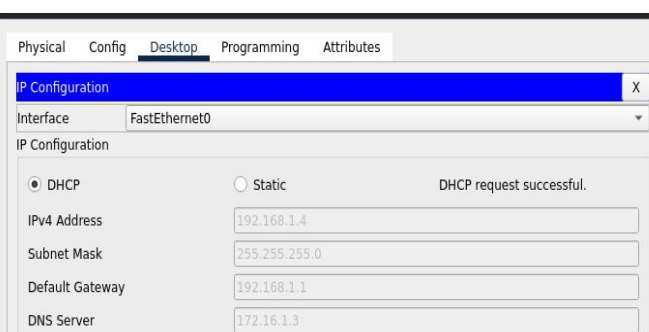 Physical Config Desktop Programming Attributes
IP Configuration X
Interface FastEthernet0
IP Configuration
DHCP Static DHCP request successful.
IPv4 Address 192.168.1.4
Subnet Mask 255.255.255.0
Default Gateway 192.168.1.1
DNS Server 172.16.1.3